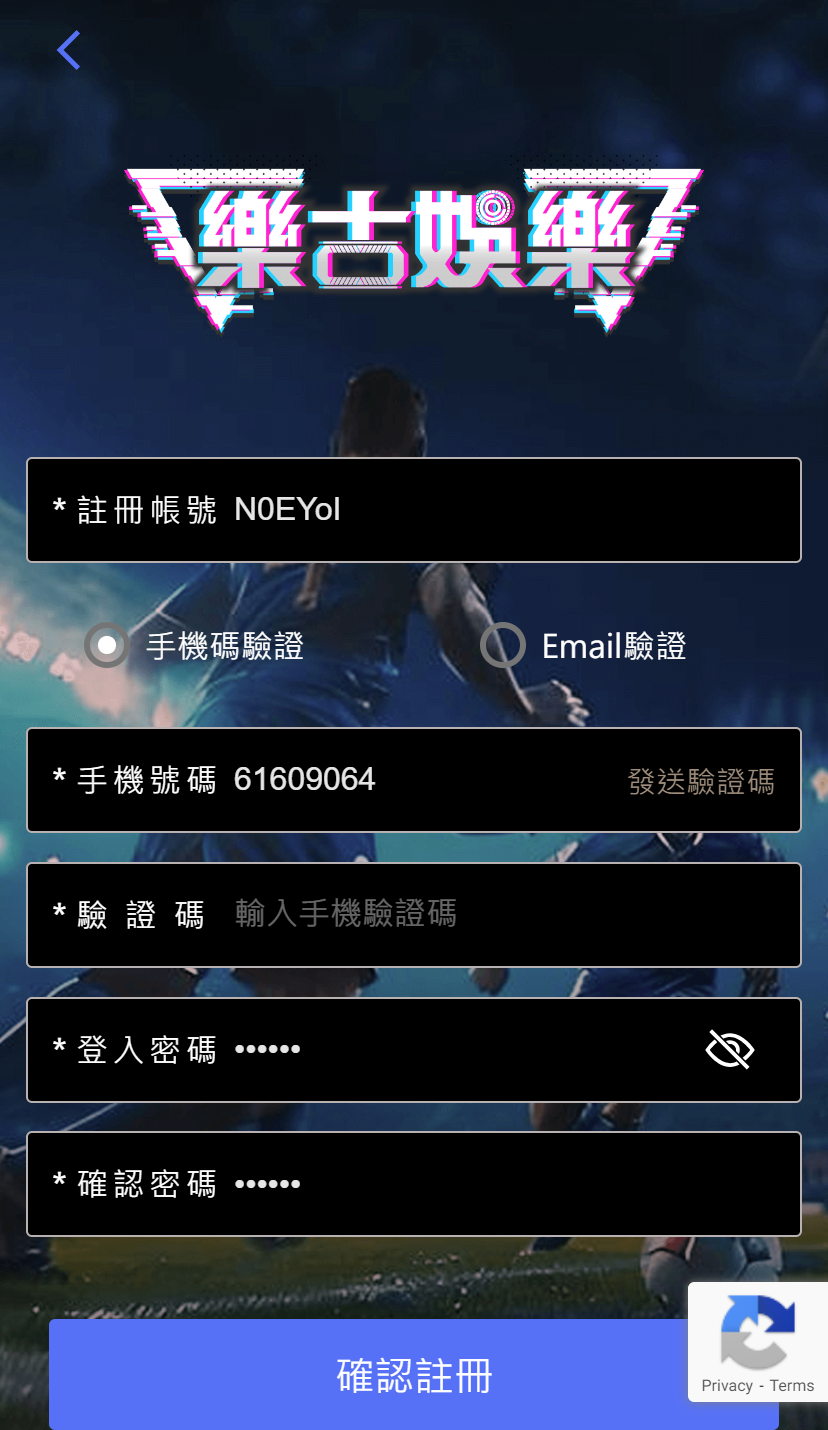 樂吉娛樂
* 註冊帳號 N0EYol
手機碼驗證 Email驗證
* 手機號碼 61609064 發送驗證碼
* 驗證碼 輸入手機驗證碼
* 登入密碼 ••••••
* 確認密碼 ••••••
確認註冊
Privacy - Terms